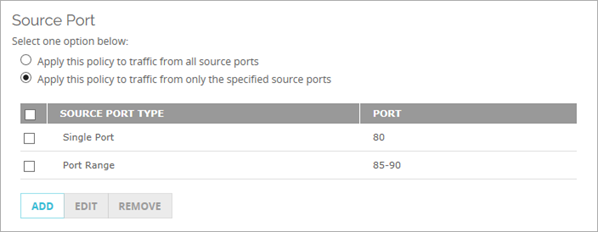 Source Port
Select one option below:
Apply this policy to traffic from all source ports
Apply this policy to traffic from only the specified source ports
SOURCE PORT TYPE PORT
Single Port 80
Port Range 85-90
ADD EDIT REMOVE